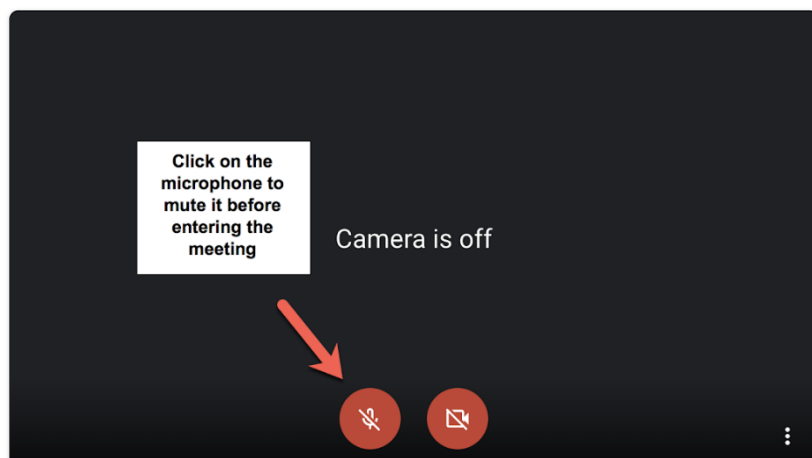 Click on the
microphone to
mute it before
entering the
meeting
Camera is off